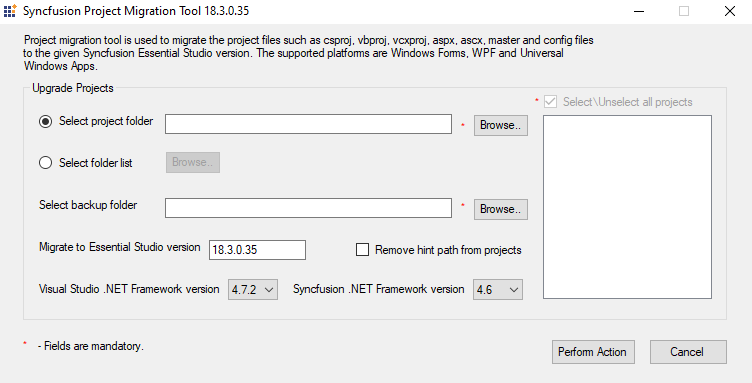 Syncfusion Project Migration Tool 18.3.0.35
Project migration tool is used to migrate the project files such as csproj, vbproj, vcxproj, aspx, ascx, master and config files
to the given Syncfusion Essential Studio version. The supported platforms are Windows Forms, WPF and Universal
Windows Apps.
Upgrade Projects
* Select\Unselect all projects
Select project folder * Browse..
Select folder list Browse..
Select backup folder * Browse..
Migrate to Essential Studio version 18.3.0.35 Remove hint path from projects
Visual Studio .NET Framework version 4.7.2 Syncfusion .NET Framework version 4.6
* - Fields are mandatory.
Perform Action Cancel